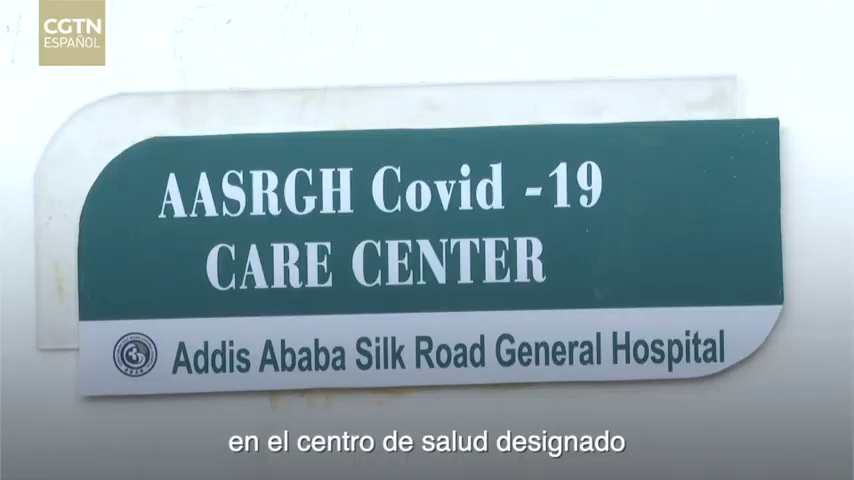 CGTN
ESPAÑOL
AASRGH Covid -19
CARE CENTER
Addis Ababa Silk Road General Hospital
en el centro de salud designado